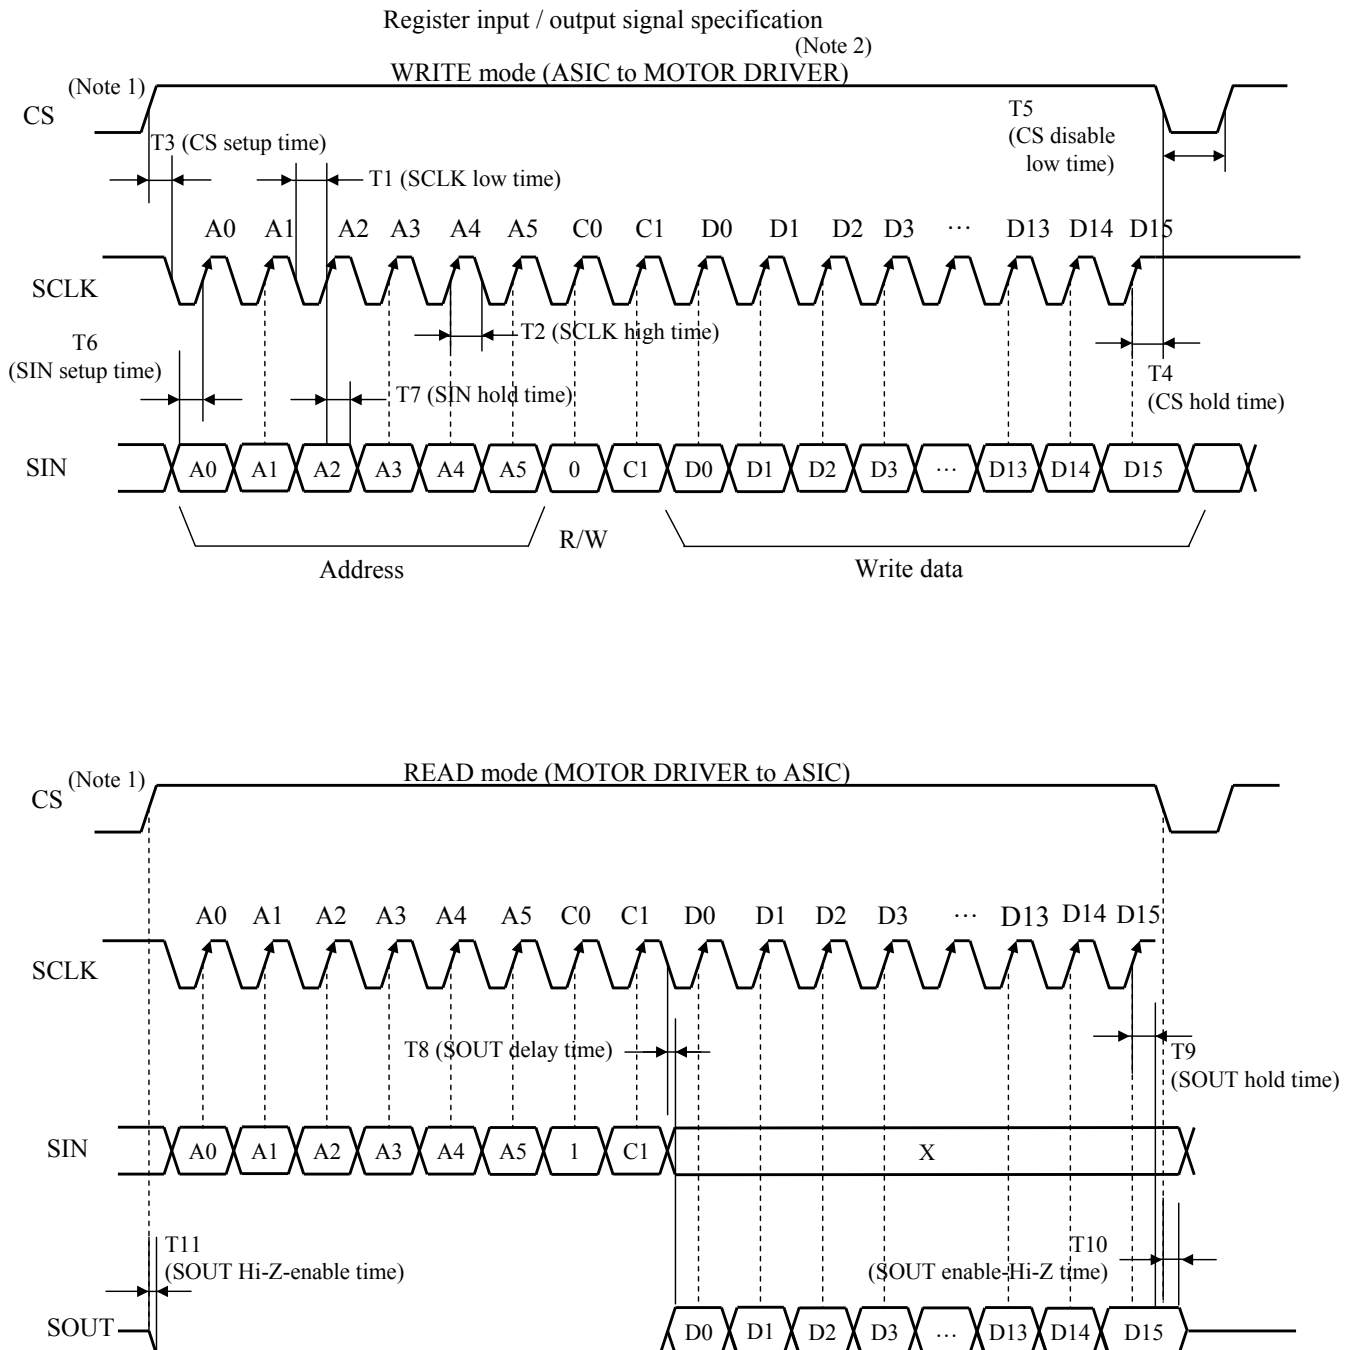 Register input / output signal specification
(Note 2)
WRITE mode (ASIC to MOTOR DRIVER)
(Note 1)
CS
T5
(CS disable
low time)
T3 (CS setup time)
T1 (SCLK low time)
A0 A1 A2 A3 A4 A5 C0 C1 D0 D1 D2 D3 … D13 D14 D15
SCLK
T2 (SCLK high time)
T6
(SIN setup time)
T4
(CS hold time)
T7 (SIN hold time)
SIN A0 A1 A2 A3 A4 A5 0 C1 D0 D1 D2 D3 … D13 D14 D15
R/W
Address
Write data
READ mode (MOTOR DRIVER to ASIC)
(Note 1)
CS
A0 A1 A2 A3 A4 A5 C0 C1 D0 D1 D2 D3 … D13 D14 D15
SCLK
T8 (SOUT delay time)
T9
(SOUT hold time)
SIN A0 A1 A2 A3 A4 A5 1 C1 X
T11
(SOUT Hi-Z-enable time)
T10
(SOUT enable-Hi-Z time)
SOUT D0 D1 D2 D3 … D13 D14 D15